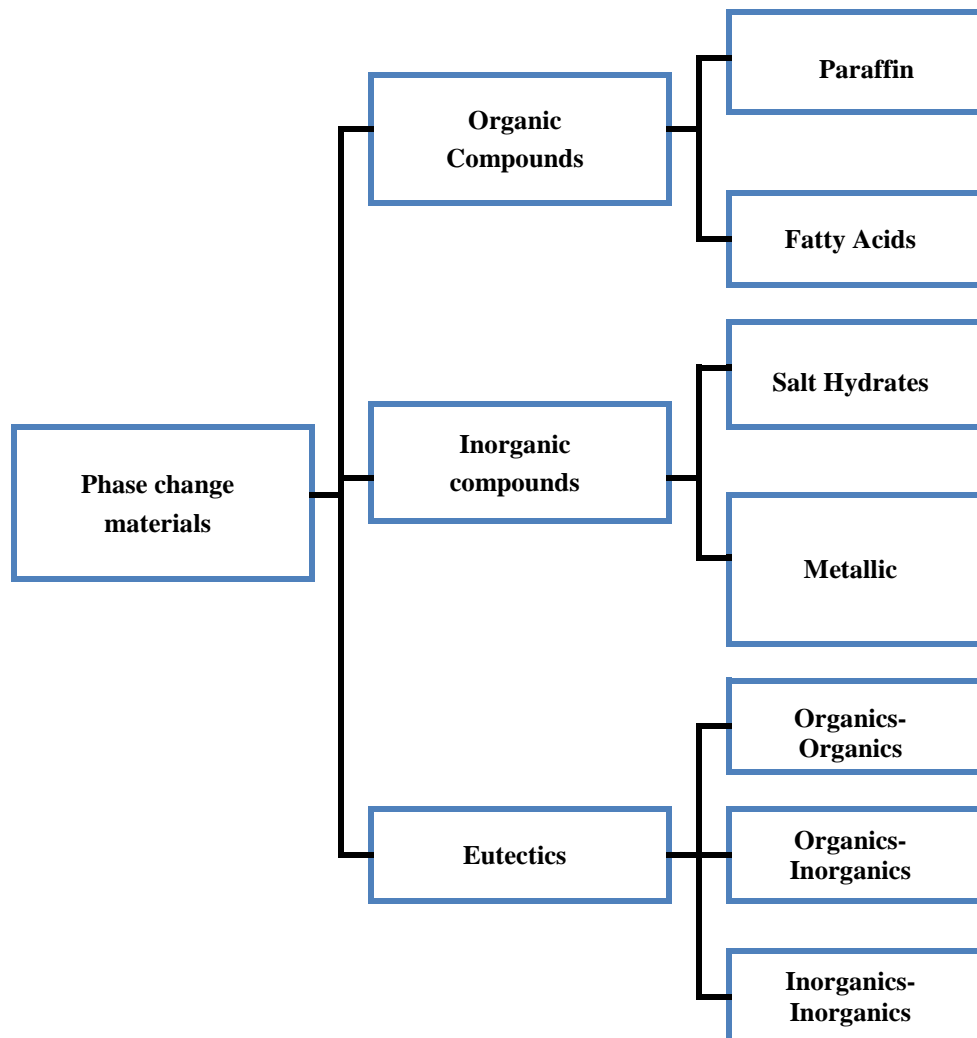 Phase change
materials
Organic
Compounds
Paraffin
Fatty Acids
Inorganic
compounds
Salt Hydrates
Metallic
Eutectics
Organics-
Organics
Organics-
Inorganics
Inorganics-
Inorganics